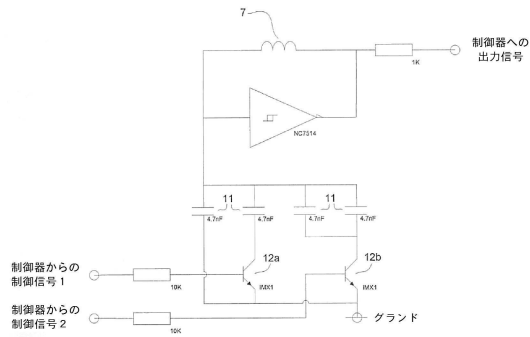 7
制御器への
出力信号
1K
NC7514
11
11
4.7nF
4.7nF
4.7nF
4.7nF
12a
12b
制御器からの
制御信号1
10K
IMX1
IMX1
制御器からの
制御信号2
10K
グランド